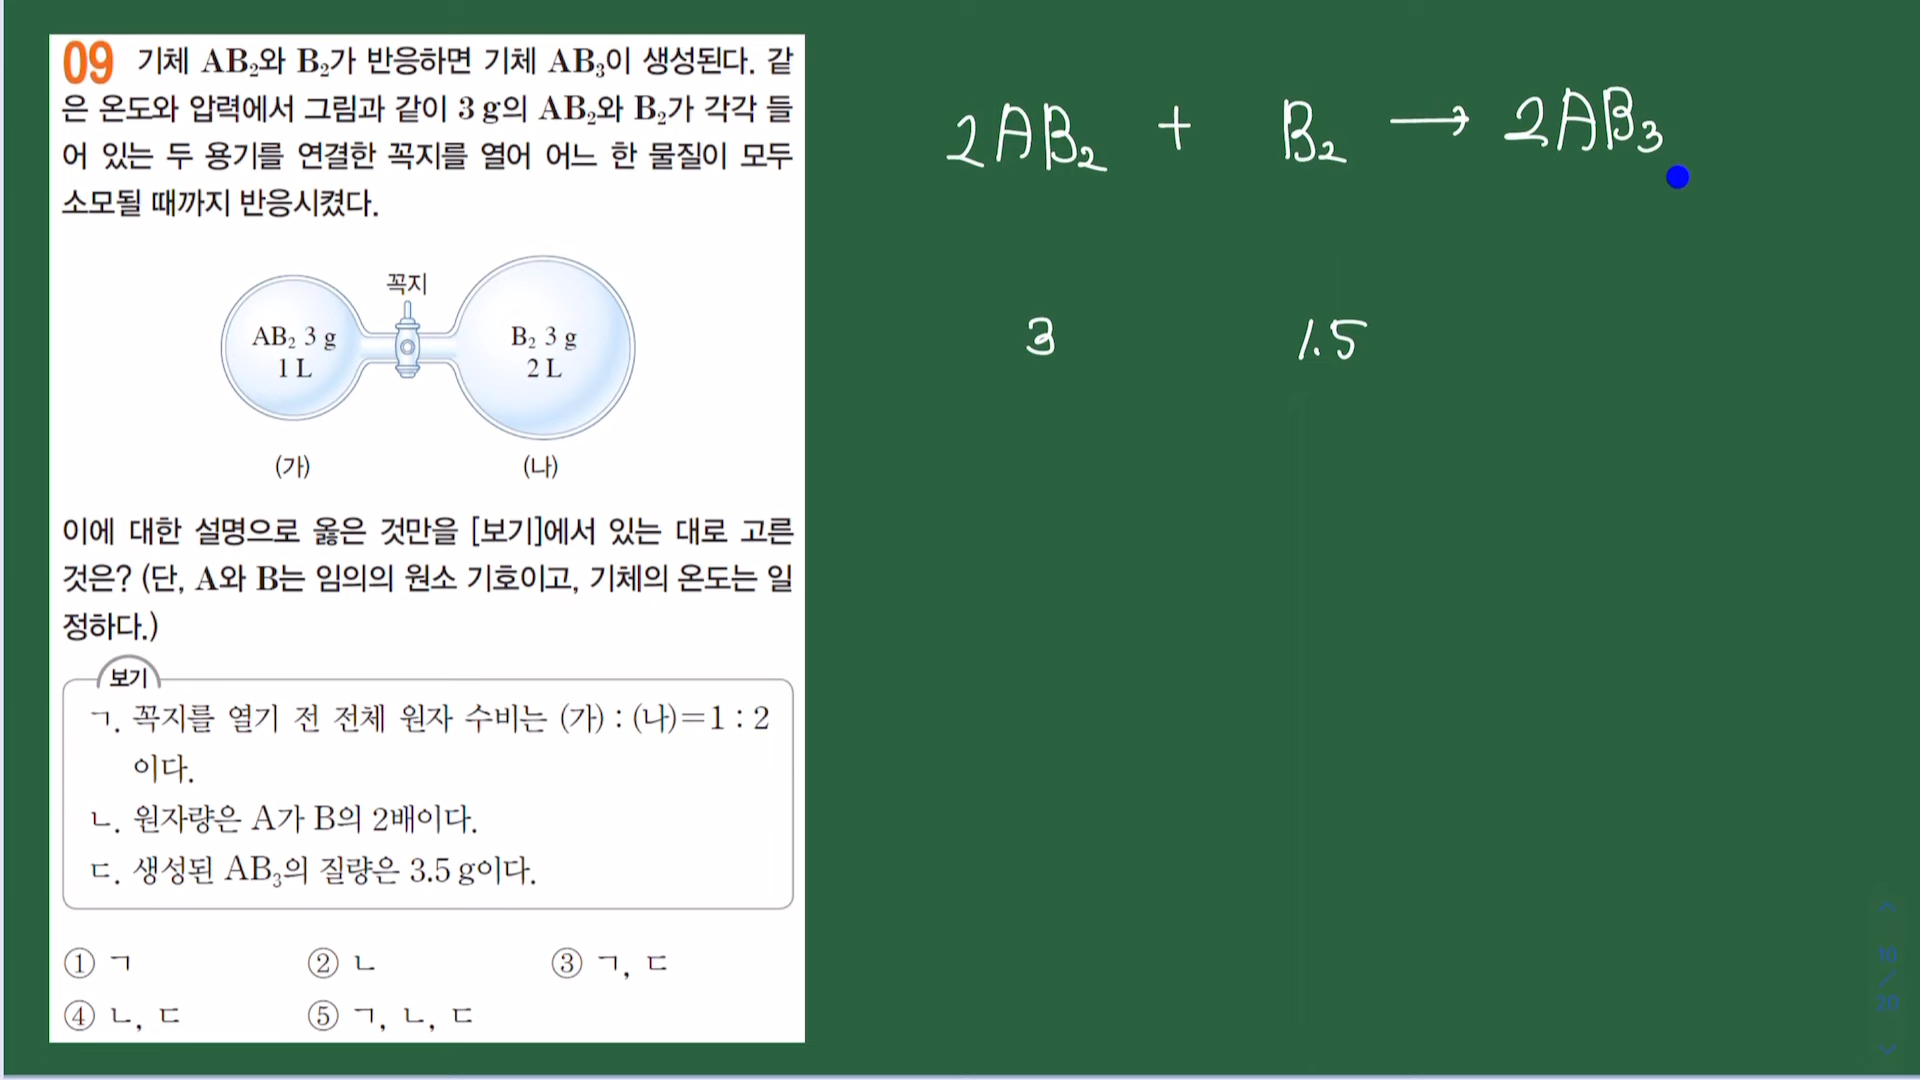 09 기체 AB₂와 B₂가 반응하면 기체 AB₃이 생성된다. 같
은 온도와 압력에서 그림과 같이 3 g의 AB₂와 B₂가 각각 들
어 있는 두 용기를 연결한 꼭지를 열어 어느 한 물질이 모두
소모될 때까지 반응시켰다.
꼭지
AB₂ 3 g
1 L
B₂ 3 g
2 L
(가)
(나)
이에 대한 설명으로 옳은 것만을 [보기]에서 있는 대로 고른
것은? (단, A와 B는 임의의 원소 기호이고, 기체의 온도는 일
정하다.)
보기
ㄱ. 꼭지를 열기 전 전체 원자 수비는 (가) : (나)=1 : 2
이다.
ㄴ. 원자량은 A가 B의 2배이다.
ㄷ. 생성된 AB₃의 질량은 3.5 g이다.
① ㄱ ② ㄴ ③ ㄱ, ㄷ
④ ㄴ, ㄷ ⑤ ㄱ, ㄴ, ㄷ
2AB₂ + B₂ → 2AB₃
3 1.5
10
/
20